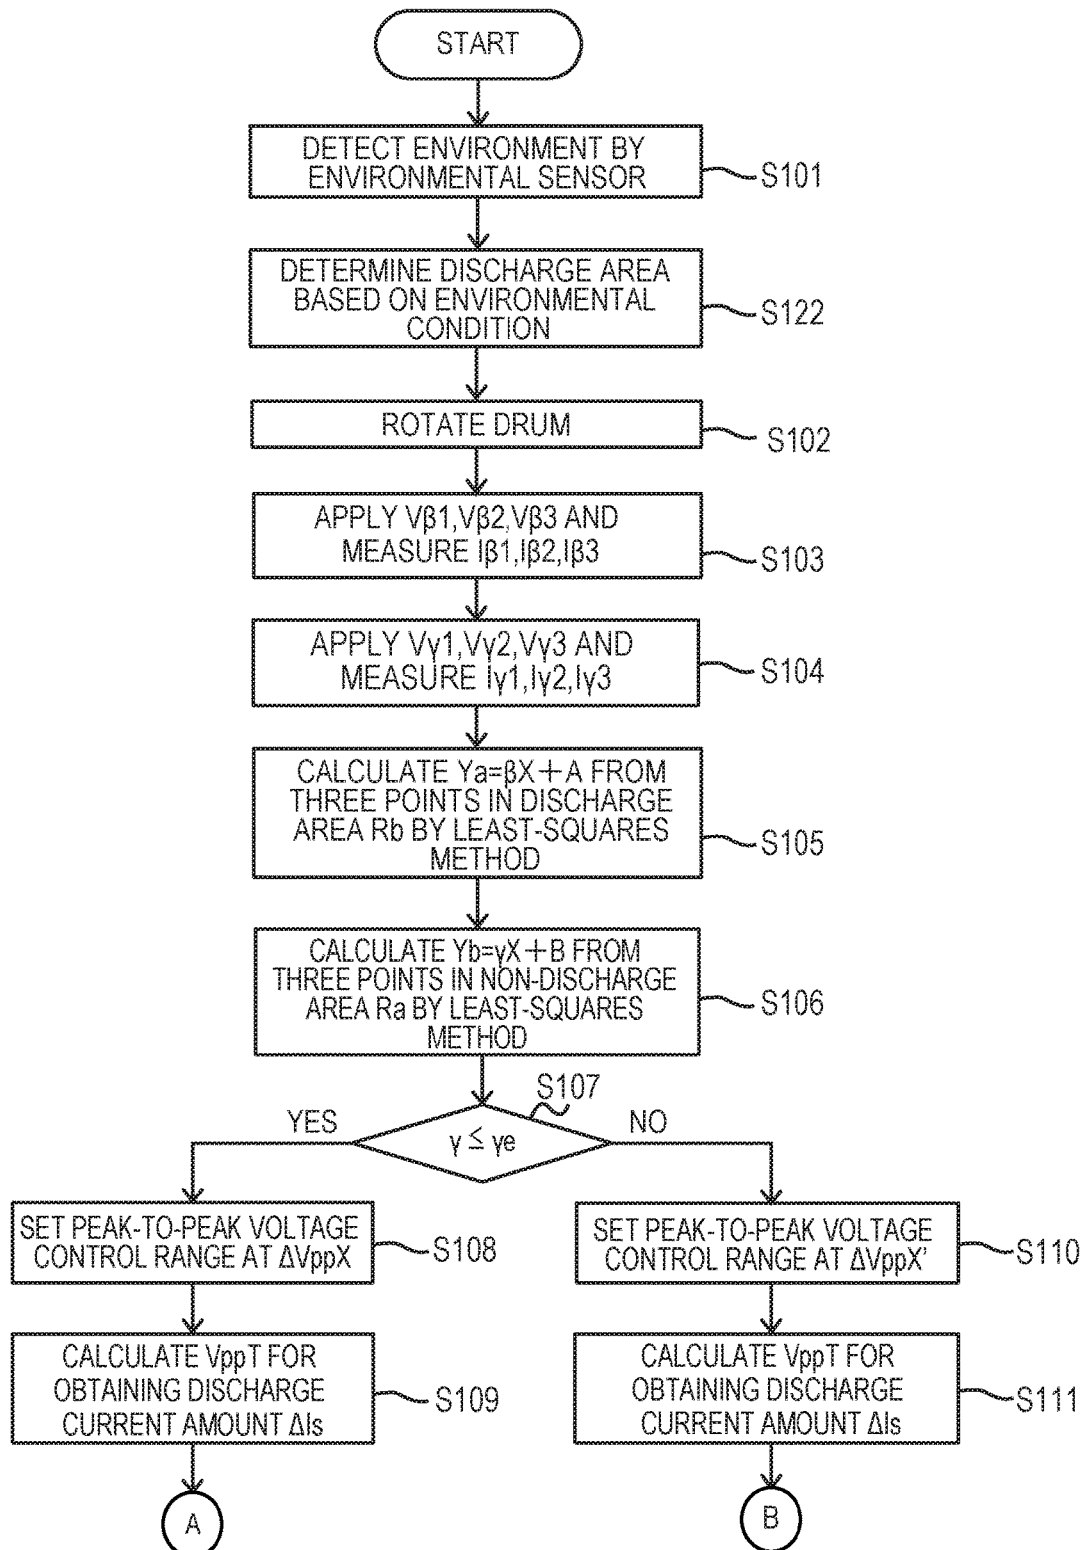 START
DETECT ENVIRONMENT BY
ENVIRONMENTAL SENSOR
S101
DETERMINE DISCHARGE AREA
BASED ON ENVIRONMENTAL
CONDITION
S122
ROTATE DRUM
S102
APPLY Vβ1,Vβ2,Vβ3 AND
MEASURE Iβ1,Iβ2,Iβ3
S103
APPLY Vγ1,Vγ2,Vγ3 AND
MEASURE Iγ1,Iγ2,Iγ3
S104
CALCULATE Ya=βX+A FROM
THREE POINTS IN DISCHARGE
AREA Rb BY LEAST-SQUARES
METHOD
S105
CALCULATE Yb=γX+B FROM
THREE POINTS IN NON-DISCHARGE
AREA Ra BY LEAST-SQUARES
METHOD
S106
S107
YES
γ ≦ γe
NO
SET PEAK-TO-PEAK VOLTAGE
CONTROL RANGE AT ΔVppX
S108
SET PEAK-TO-PEAK VOLTAGE
CONTROL RANGE AT ΔVppX'
S110
CALCULATE VppT FOR
OBTAINING DISCHARGE
CURRENT AMOUNT ΔIs
S109
CALCULATE VppT FOR
OBTAINING DISCHARGE
CURRENT AMOUNT ΔIs
S111
A
B